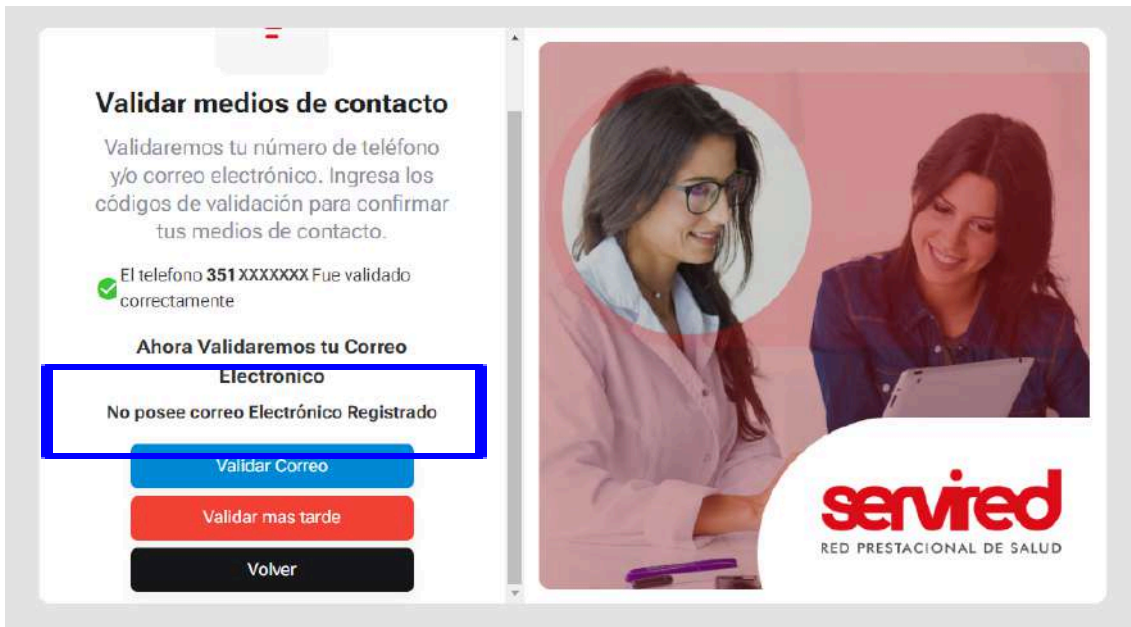 Validar medios de contacto
Validaremos tu número de teléfono
y/o correo electrónico. Ingresa los
códigos de validación para confirmar
tus medios de contacto.
El telefono 351XXXXXXX Fue validado
correctamente
Ahora Validaremos tu Correo
Electronico
No posee correo Electrónico Registrado
Validar Correo
Validar mas tarde
Volver
servired
RED PRESTACIONAL DE SALUD